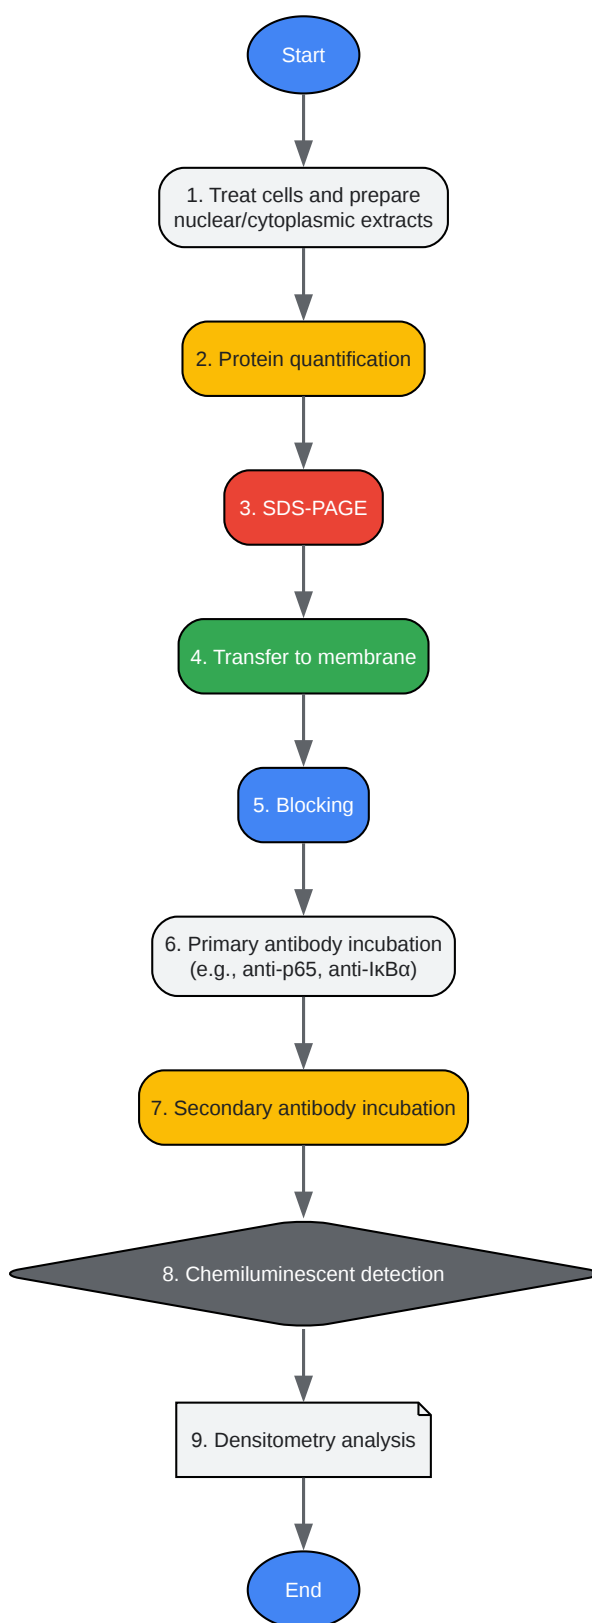 Start
1. Treat cells and prepare
nuclear/cytoplasmic extracts
2. Protein quantification
3. SDS-PAGE
4. Transfer to membrane
5. Blocking
6. Primary antibody incubation
(e.g., anti-p65, anti-IκBα)
7. Secondary antibody incubation
8. Chemiluminescent detection
9. Densitometry analysis
End